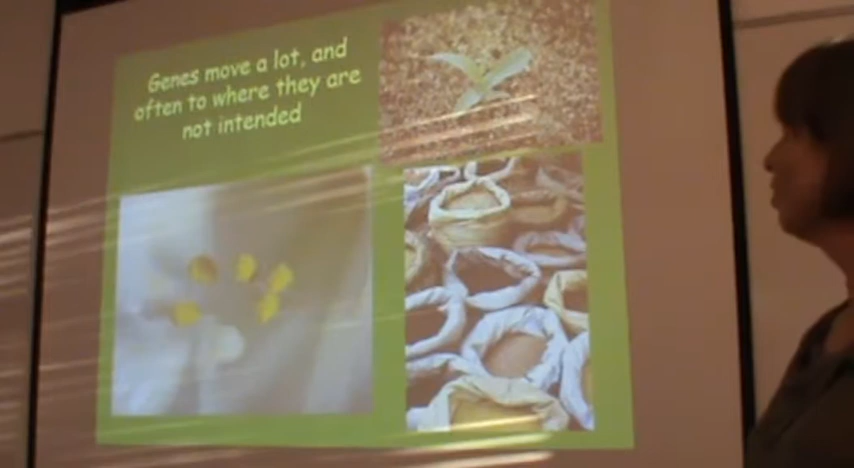 Genes move a lot, and
often to where they are
not intended